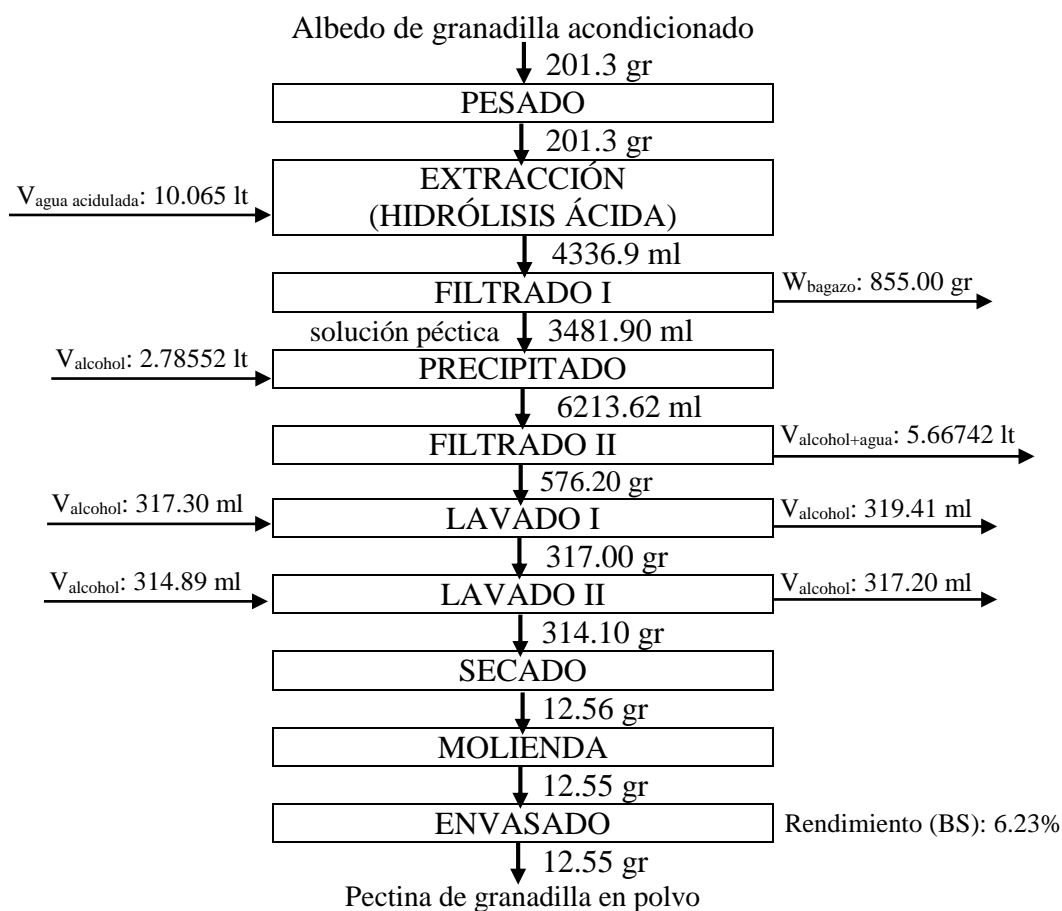 Albedo de granadilla acondicionado
201.3 gr
PESADO
201.3 gr
EXTRACCIÓN
(HIDRÓLISIS ÁCIDA)
Vagua acidulada: 10.065 lt
4336.9 ml
FILTRADO I
Wbagazo: 855.00 gr
solución péctica 3481.90 ml
Valcohol: 2.78552 lt
PRECIPITADO
6213.62 ml
FILTRADO II
Valcohol+agua: 5.66742 lt
576.20 gr
Valcohol: 317.30 ml
LAVADO I
Valcohol: 319.41 ml
317.00 gr
Valcohol: 314.89 ml
LAVADO II
Valcohol: 317.20 ml
314.10 gr
SECADO
12.56 gr
MOLIENDA
12.55 gr
ENVASADO
Rendimiento (BS): 6.23%
12.55 gr
Pectina de granadilla en polvo